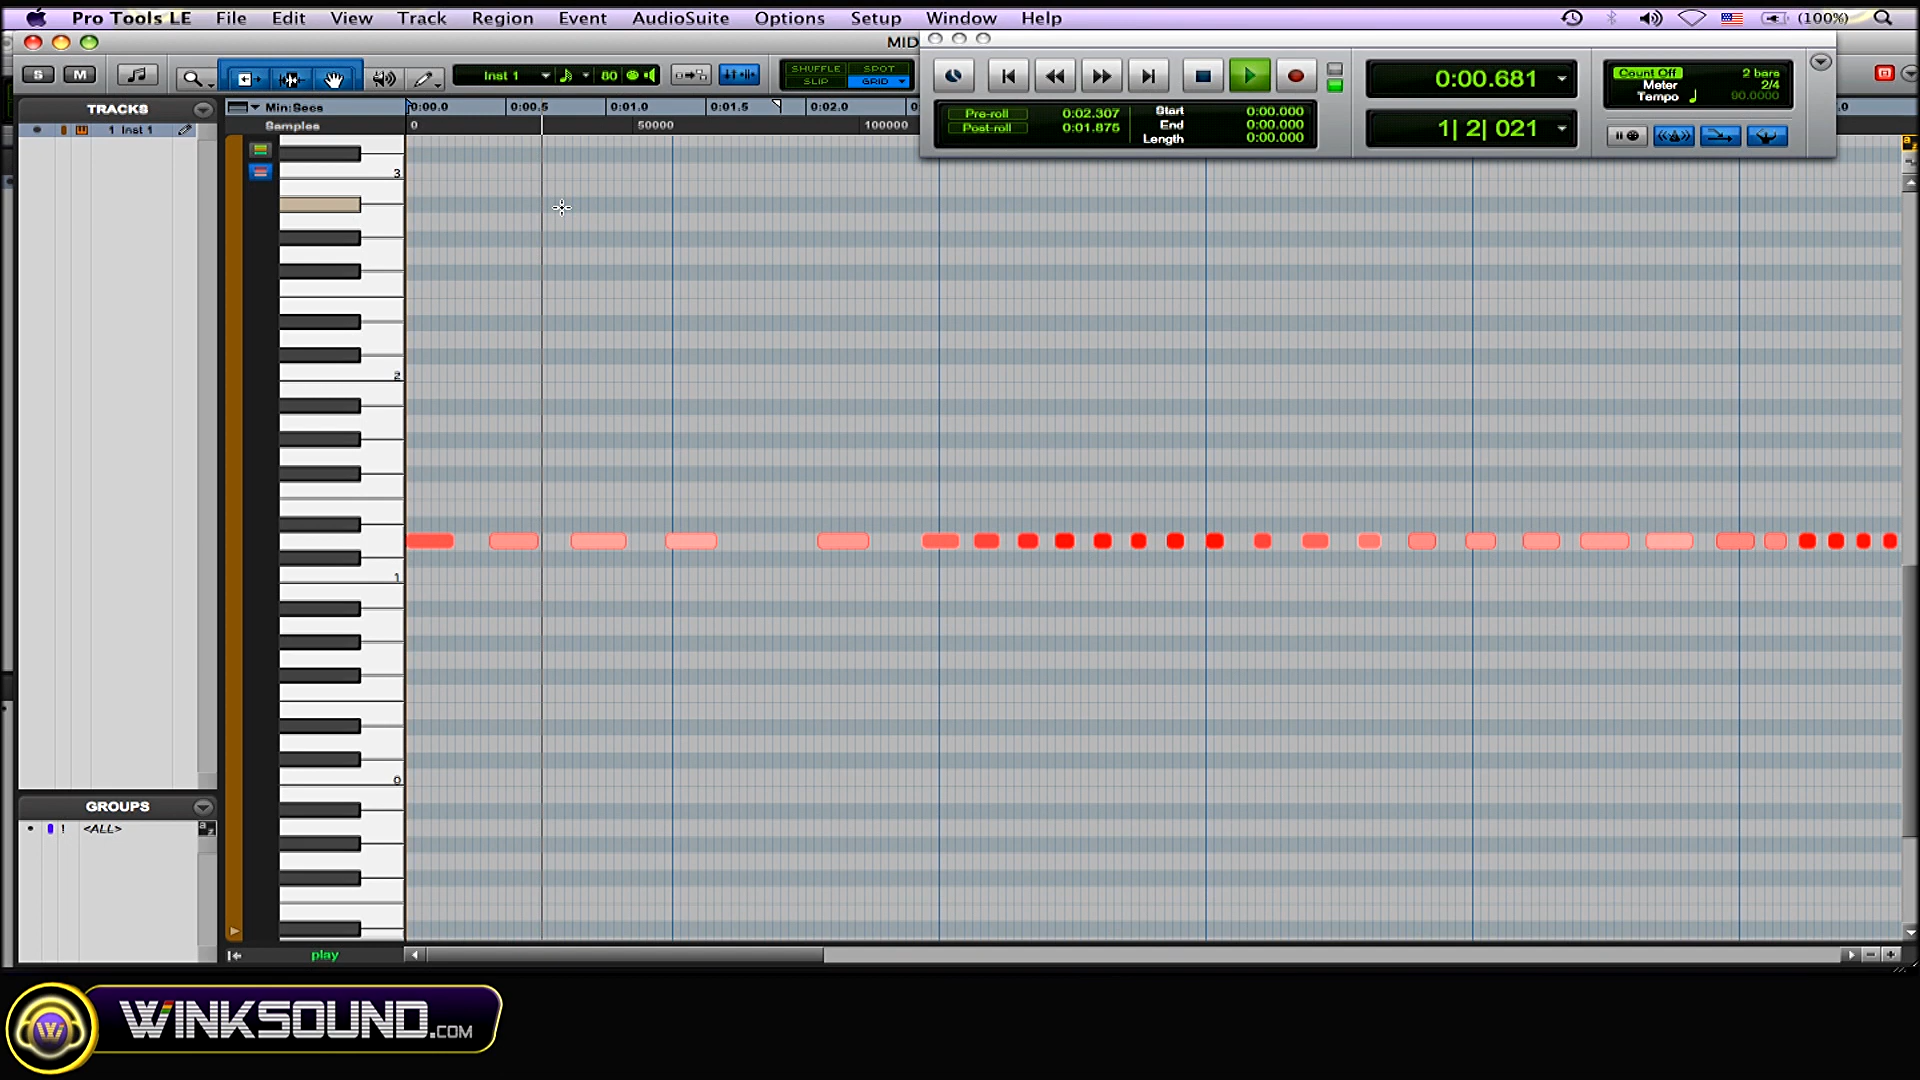 Pro Tools LE File Edit View Track Region Event AudioSuite Options Setup Window Help (100%)
MID
S M Inst 1 80 SHUFFLE SPOT
SLIP GRID
0:00.681 Count Off 2 bars
Meter 2/4
Tempo 90.0000
TRACKS Min:Secs 0:00.0 0:00.5 0:01.0 0:01.5 0:02.0
Pre-roll 0:02.307 Start 0:00.000
Post-roll 0:01.875 End 0:00.000
Length 0:00.000
1| 2| 021
1 Inst 1 Samples 0 50000 100000
3
2
1
0
GROUPS
! <ALL> a z
play
W WINKSOUND.COM